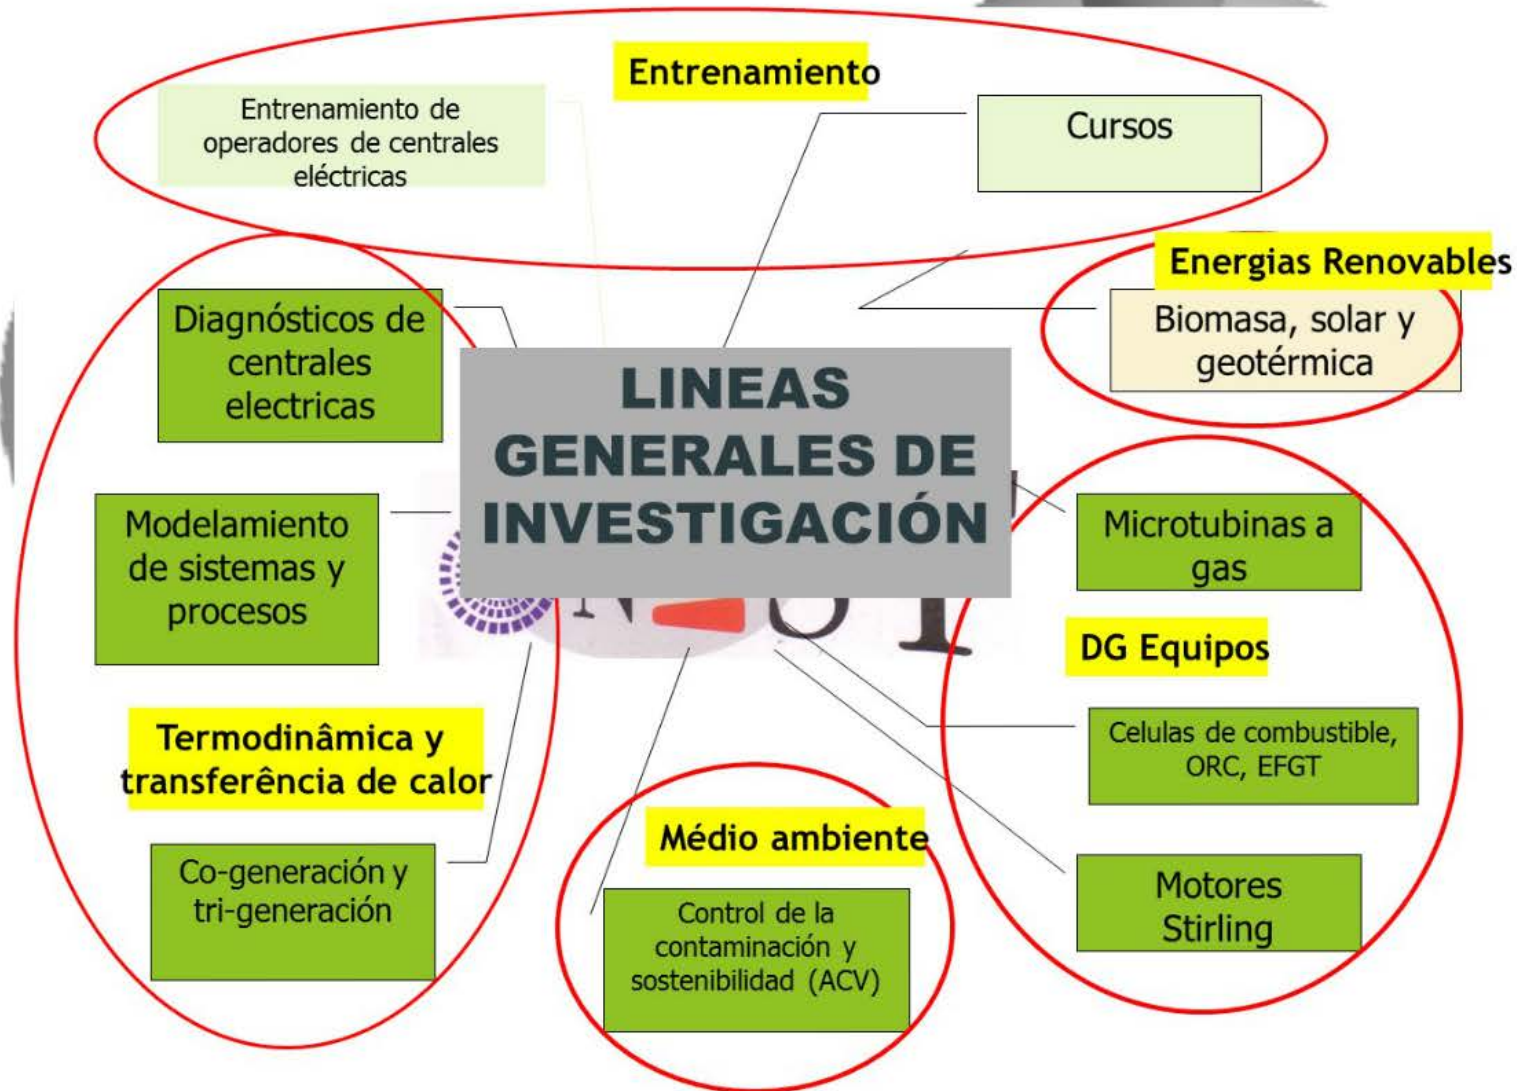 Entrenamiento
Entrenamiento de
operadores de centrales
eléctricas
Cursos
Energias Renovables
Biomasa, solar y
geotérmica
Diagnósticos de
centrales
electricas
LINEAS
GENERALES DE
INVESTIGACIÓN
Modelamiento
de sistemas y
procesos
Microtubinas a
gas
DG Equipos
Termodinâmica y
transferência de calor
Celulas de combustible,
ORC, EFGT
Médio ambiente
Co-generación y
tri-generación
Control de la
contaminación y
sostenibilidad (ACV)
Motores
Stirling